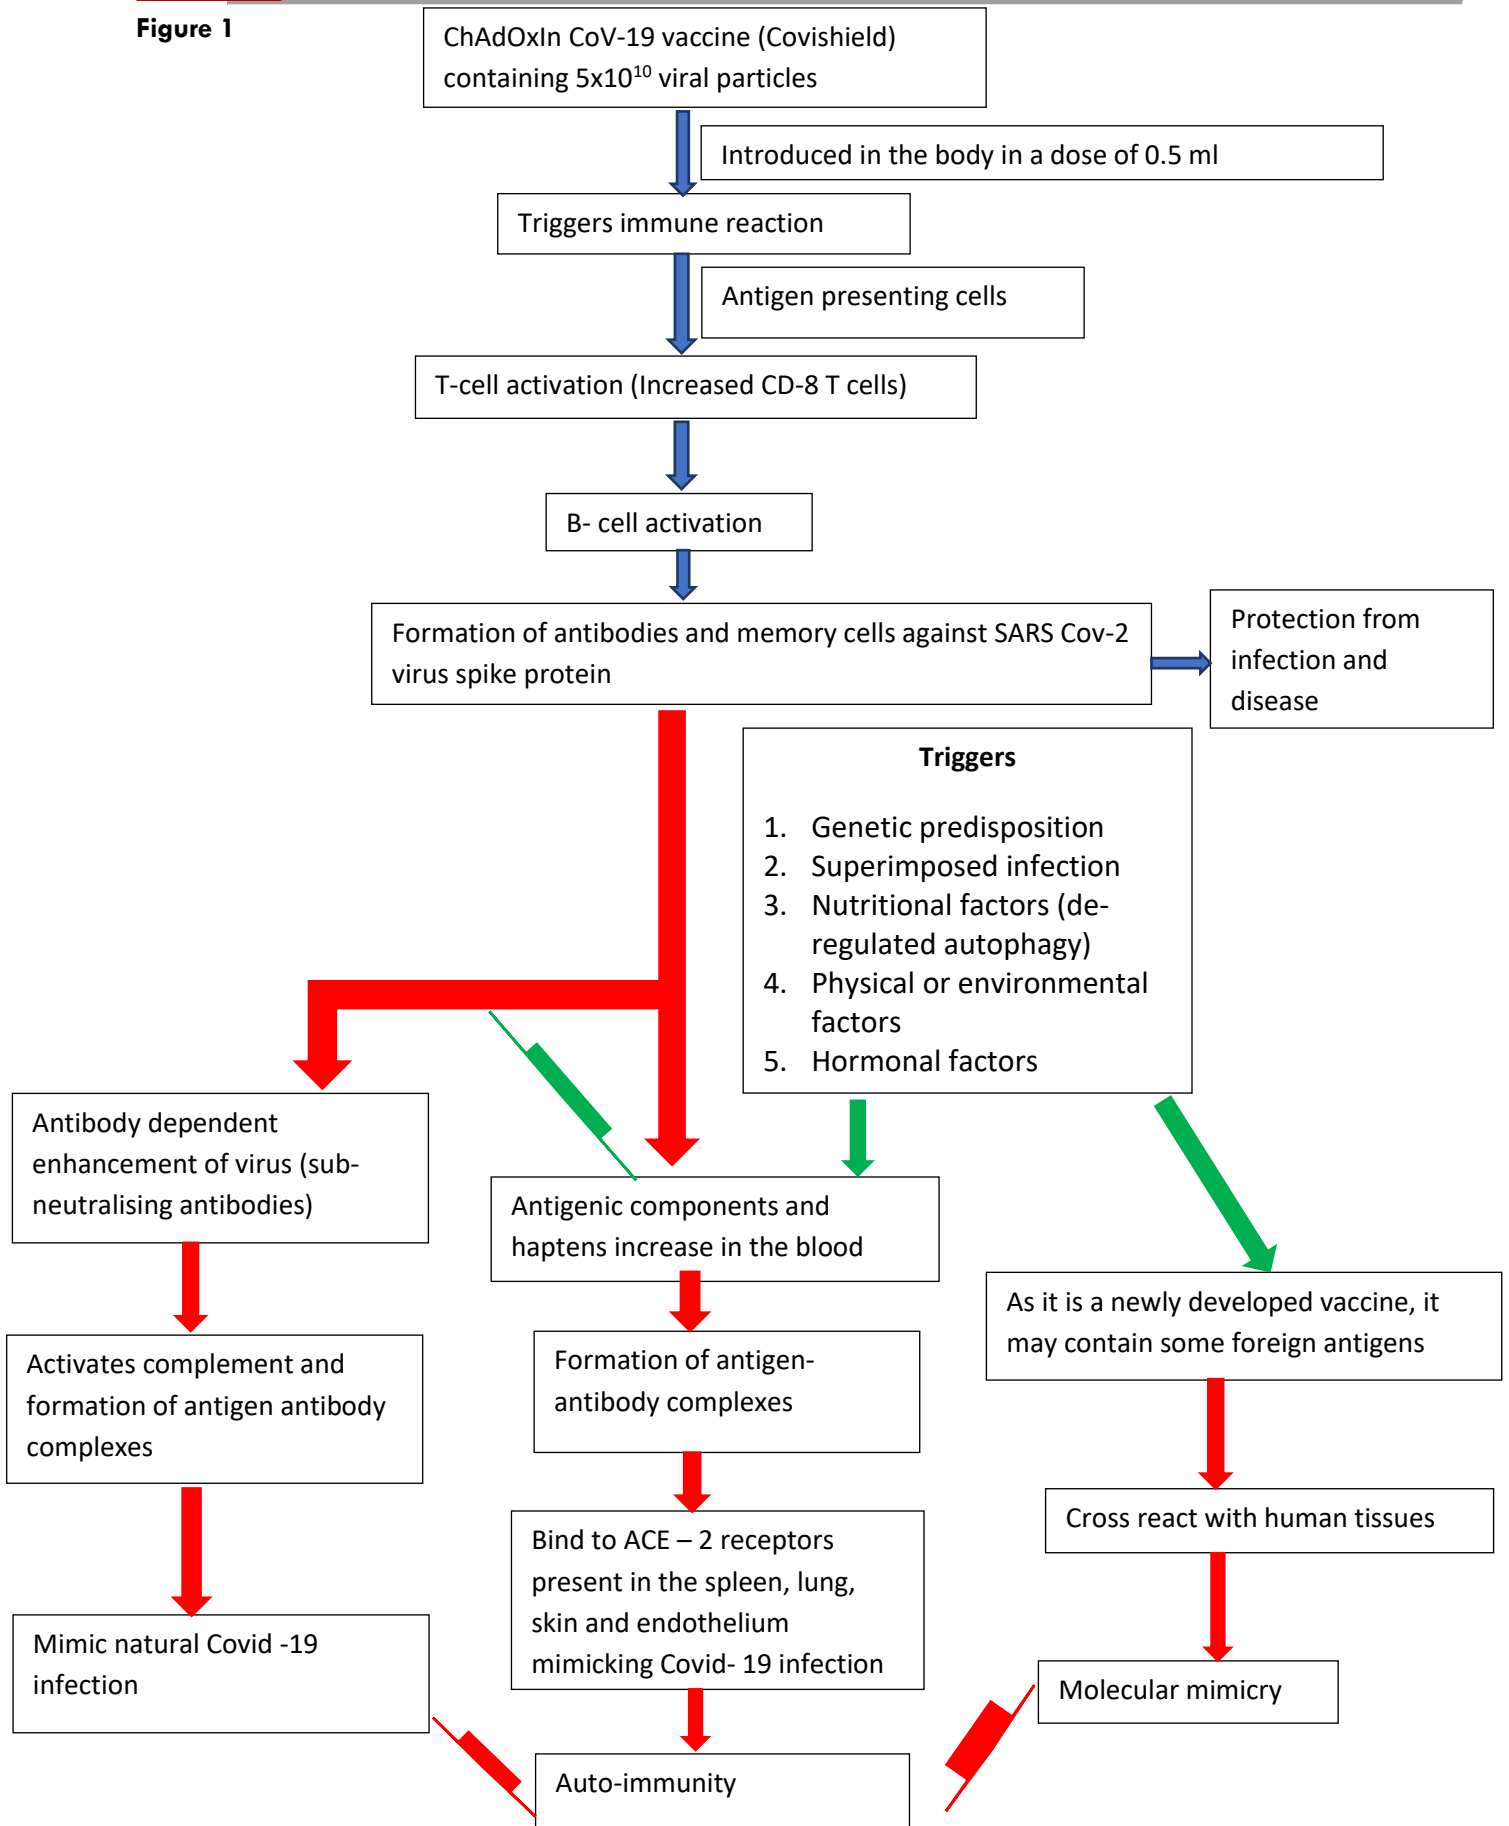 Figure 1
ChAdOxIn CoV-19 vaccine (Covishield)
containing 5x10¹⁰ viral particles
Introduced in the body in a dose of 0.5 ml
Triggers immune reaction
Antigen presenting cells
T-cell activation (Increased CD-8 T cells)
B- cell activation
Formation of antibodies and memory cells against SARS Cov-2
virus spike protein
Protection from
infection and
disease
Triggers
1. Genetic predisposition
2. Superimposed infection
3. Nutritional factors (de-
regulated autophagy)
4. Physical or environmental
factors
5. Hormonal factors
Antibody dependent
enhancement of virus (sub-
neutralising antibodies)
Antigenic components and
haptens increase in the blood
As it is a newly developed vaccine, it
may contain some foreign antigens
Activates complement and
formation of antigen antibody
complexes
Formation of antigen-
antibody complexes
Cross react with human tissues
Bind to ACE – 2 receptors
present in the spleen, lung,
skin and endothelium
mimicking Covid- 19 infection
Mimic natural Covid -19
infection
Molecular mimicry
Auto-immunity